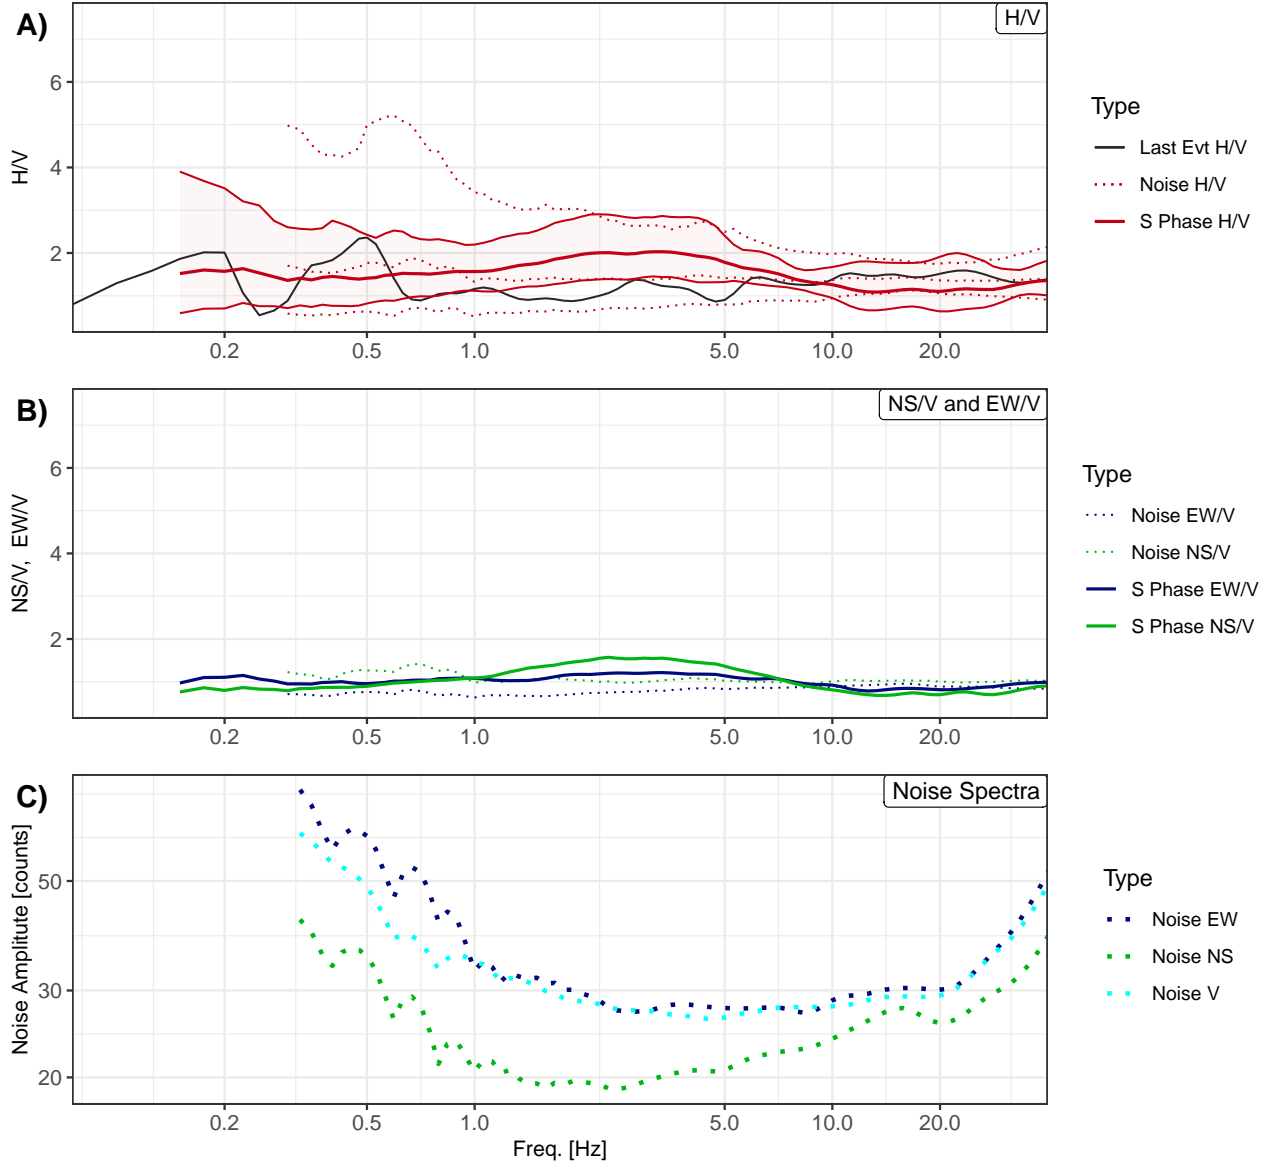 A)
H/V
H/V
6
4
2
0.2 0.5 1.0 5.0 10.0 20.0
Type
Last Evt H/V
Noise H/V
S Phase H/V
B)
NS/V and EW/V
NS/V, EW/V
6
4
2
0.2 0.5 1.0 5.0 10.0 20.0
Type
Noise EW/V
Noise NS/V
S Phase EW/V
S Phase NS/V
C)
Noise Spectra
Noise Amplitude [counts]
50
30
20
0.2 0.5 1.0 5.0 10.0 20.0
Freq. [Hz]
Type
Noise EW
Noise NS
Noise V